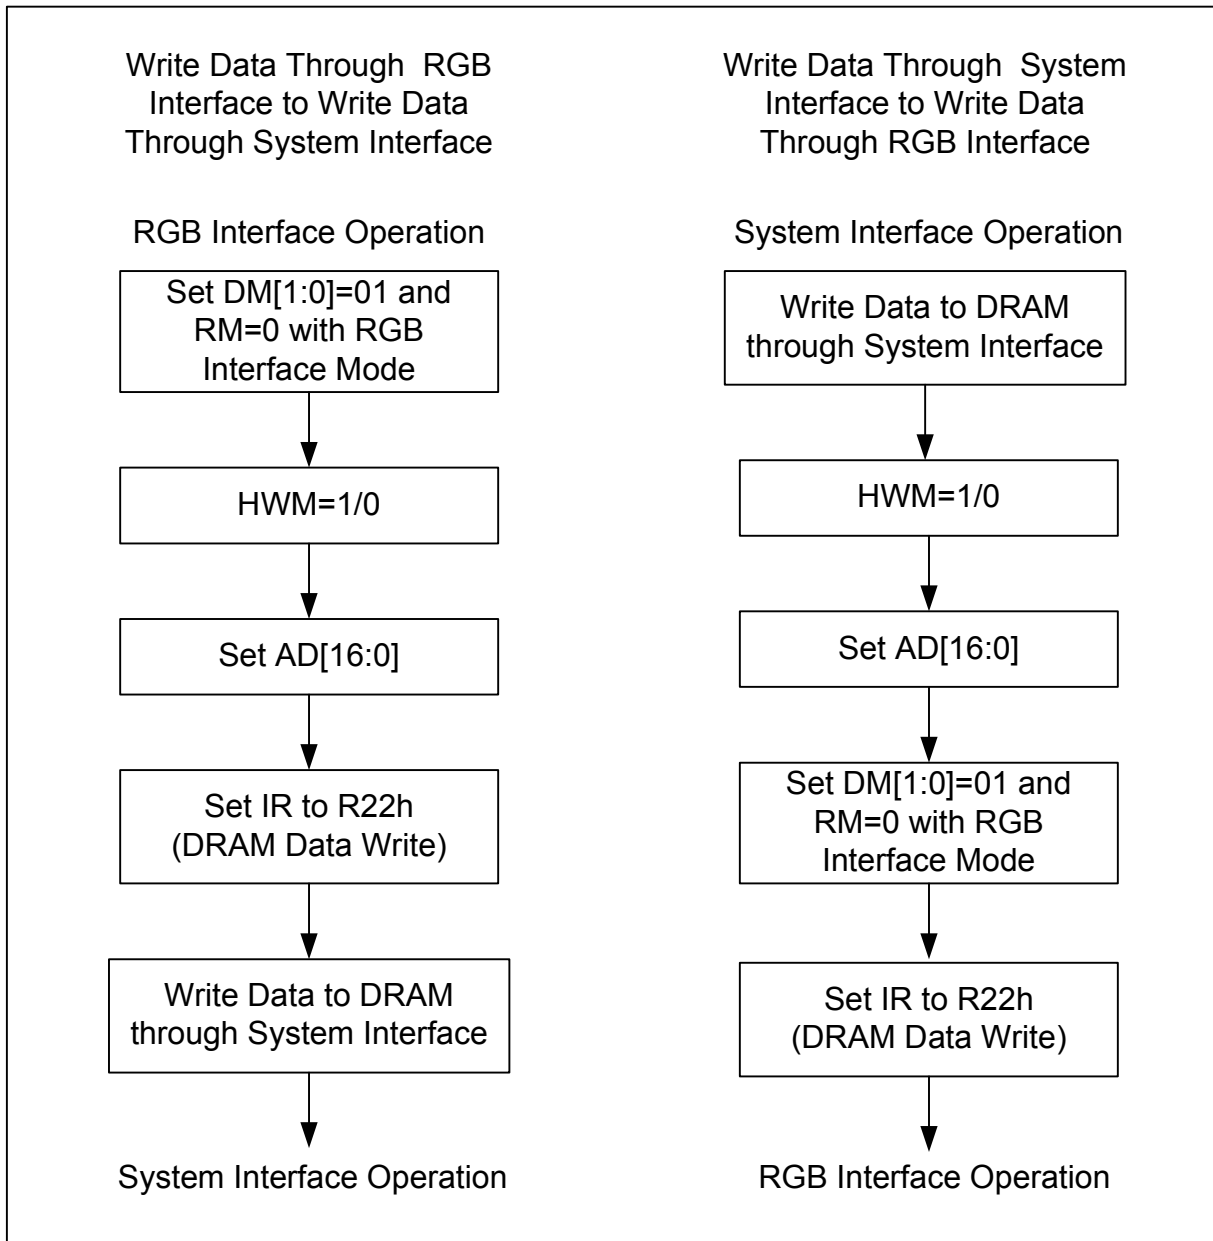 Write Data Through RGB
Interface to Write Data
Through System Interface
RGB Interface Operation
Set DM[1:0]=01 and
RM=0 with RGB
Interface Mode
HWM=1/0
Set AD[16:0]
Set IR to R22h
(DRAM Data Write)
Write Data to DRAM
through System Interface
System Interface Operation
Write Data Through System
Interface to Write Data
Through RGB Interface
System Interface Operation
Write Data to DRAM
through System Interface
HWM=1/0
Set AD[16:0]
Set DM[1:0]=01 and
RM=0 with RGB
Interface Mode
Set IR to R22h
(DRAM Data Write)
RGB Interface Operation